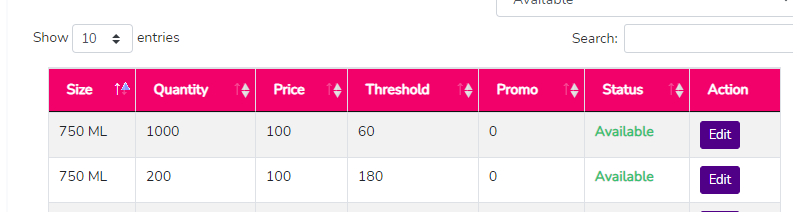 Available
Show 10 entries
Search:
Size Quantity Price Threshold Promo Status Action
750 ML 1000 100 60 0 Available Edit
750 ML 200 100 180 0 Available Edit